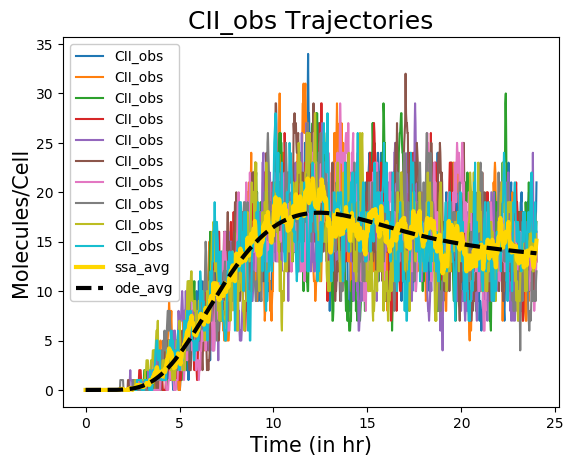 CII_obs Trajectories
Molecules/Cell
35
30
25
20
15
10
5
0
CII_obs
CII_obs
CII_obs
CII_obs
CII_obs
CII_obs
CII_obs
CII_obs
CII_obs
CII_obs
ssa_avg
ode_avg
0 5 10 15 20 25
Time (in hr)